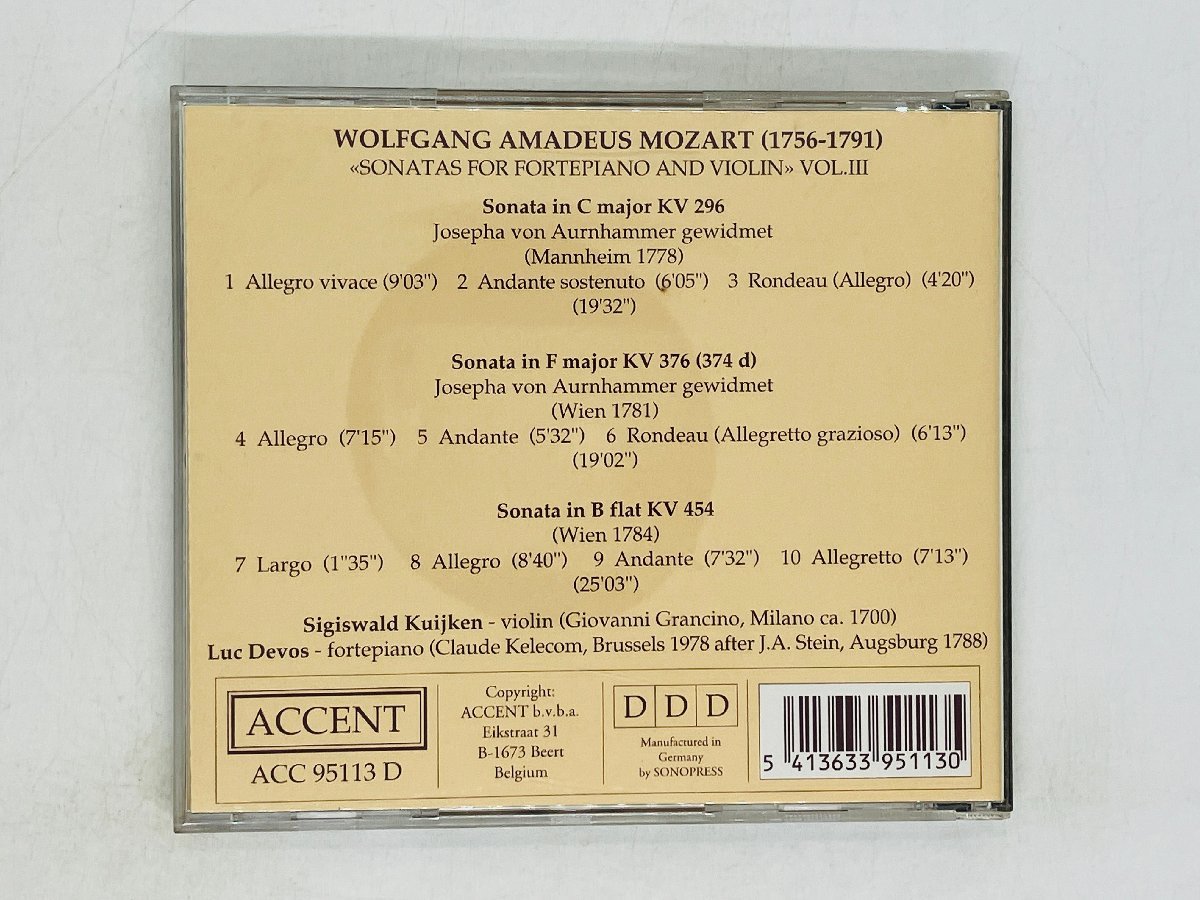 WOLFGANG AMADEUS MOZART (1756-1791)
«SONATAS FOR FORTEPIANO AND VIOLIN» VOL.III
Sonata in C major KV 296
Josepha von Aurnhammer gewidmet
(Mannheim 1778)
1 Allegro vivace (9'03") 2 Andante sostenuto (6'05") 3 Rondeau (Allegro) (4'20")
(19'32")
Sonata in F major KV 376 (374 d)
Josepha von Aurnhammer gewidmet
(Wien 1781)
4 Allegro (7'15") 5 Andante (5'32") 6 Rondeau (Allegretto grazioso) (6'13")
(19'02")
Sonata in B flat KV 454
(Wien 1784)
7 Largo (1"35") 8 Allegro (8'40") 9 Andante (7'32") 10 Allegretto (7'13")
(25'03")
Sigiswald Kuijken - violin (Giovanni Grancino, Milano ca. 1700)
Luc Devos - fortepiano (Claude Kelecom, Brussels 1978 after J.A. Stein, Augsburg 1788)
ACCENT
ACC 95113 D
Copyright:
ACCENT b.v.b.a.
Eikstraat 31
B-1673 Beert
Belgium
D D D
Manufactured in
Germany
by SONOPRESS
5 413633 951130